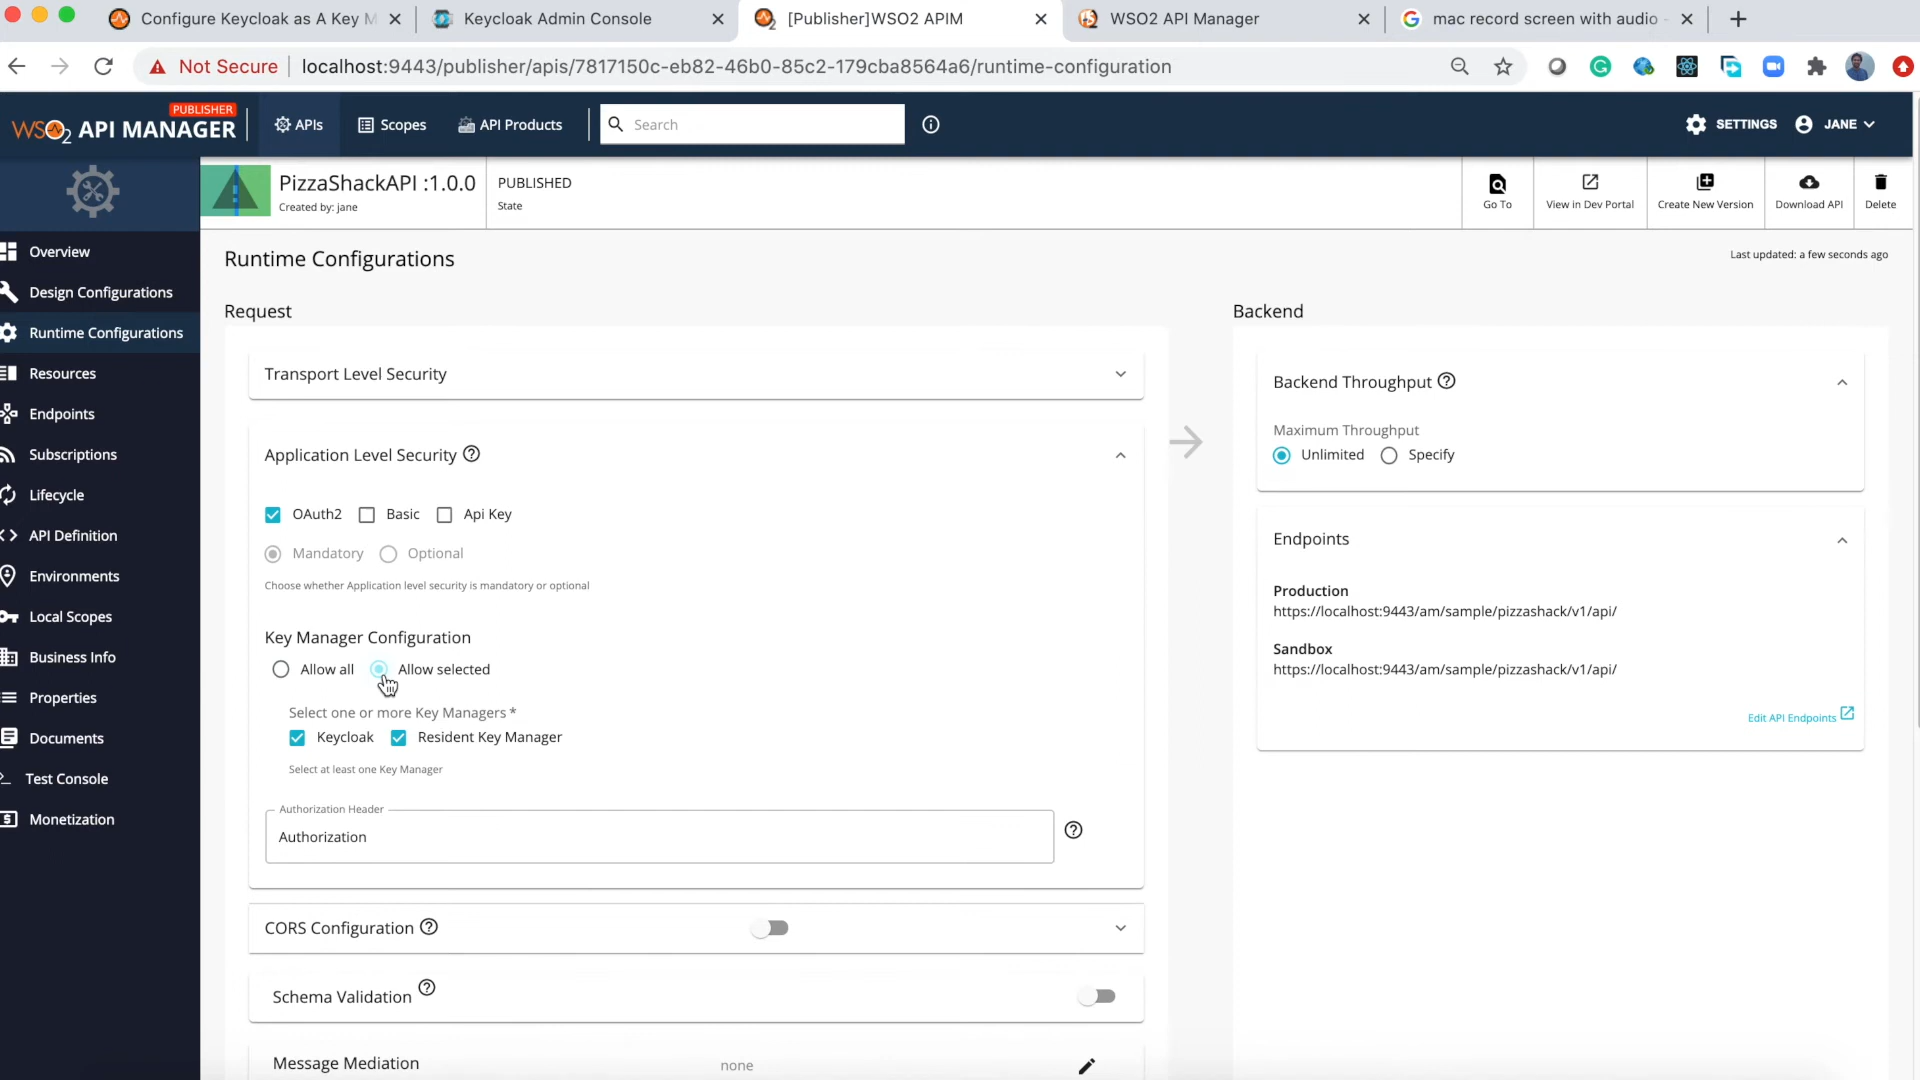 Configure Keycloak as A Key M
Keycloak Admin Console
[Publisher]WSO2 APIM
WSO2 API Manager
mac record screen with audio -
Not Secure
localhost:9443/publisher/apis/7817150c-eb82-46b0-85c2-179cba8564a6/runtime-configuration
WSO2 API MANAGER
PUBLISHER
APIs
Scopes
API Products
Search
SETTINGS
JANE
PizzaShackAPI :1.0.0
Created by: jane
PUBLISHED
State
Go To
View in Dev Portal
Create New Version
Download API
Delete
Overview
Design Configurations
Runtime Configurations
Resources
Endpoints
Subscriptions
Lifecycle
API Definition
Environments
Local Scopes
Business Info
Properties
Documents
Test Console
Monetization
Runtime Configurations
Last updated: a few seconds ago
Request
Transport Level Security
Application Level Security
OAuth2 Basic Api Key
Mandatory Optional
Choose whether Application level security is mandatory or optional
Key Manager Configuration
Allow all Allow selected
Select one or more Key Managers *
Keycloak Resident Key Manager
Select at least one Key Manager
Authorization Header
Authorization
CORS Configuration
Schema Validation
Message Mediation none
Backend
Backend Throughput
Maximum Throughput
Unlimited Specify
Endpoints
Production
https://localhost:9443/am/sample/pizzashack/v1/api/
Sandbox
https://localhost:9443/am/sample/pizzashack/v1/api/
Edit API Endpoints